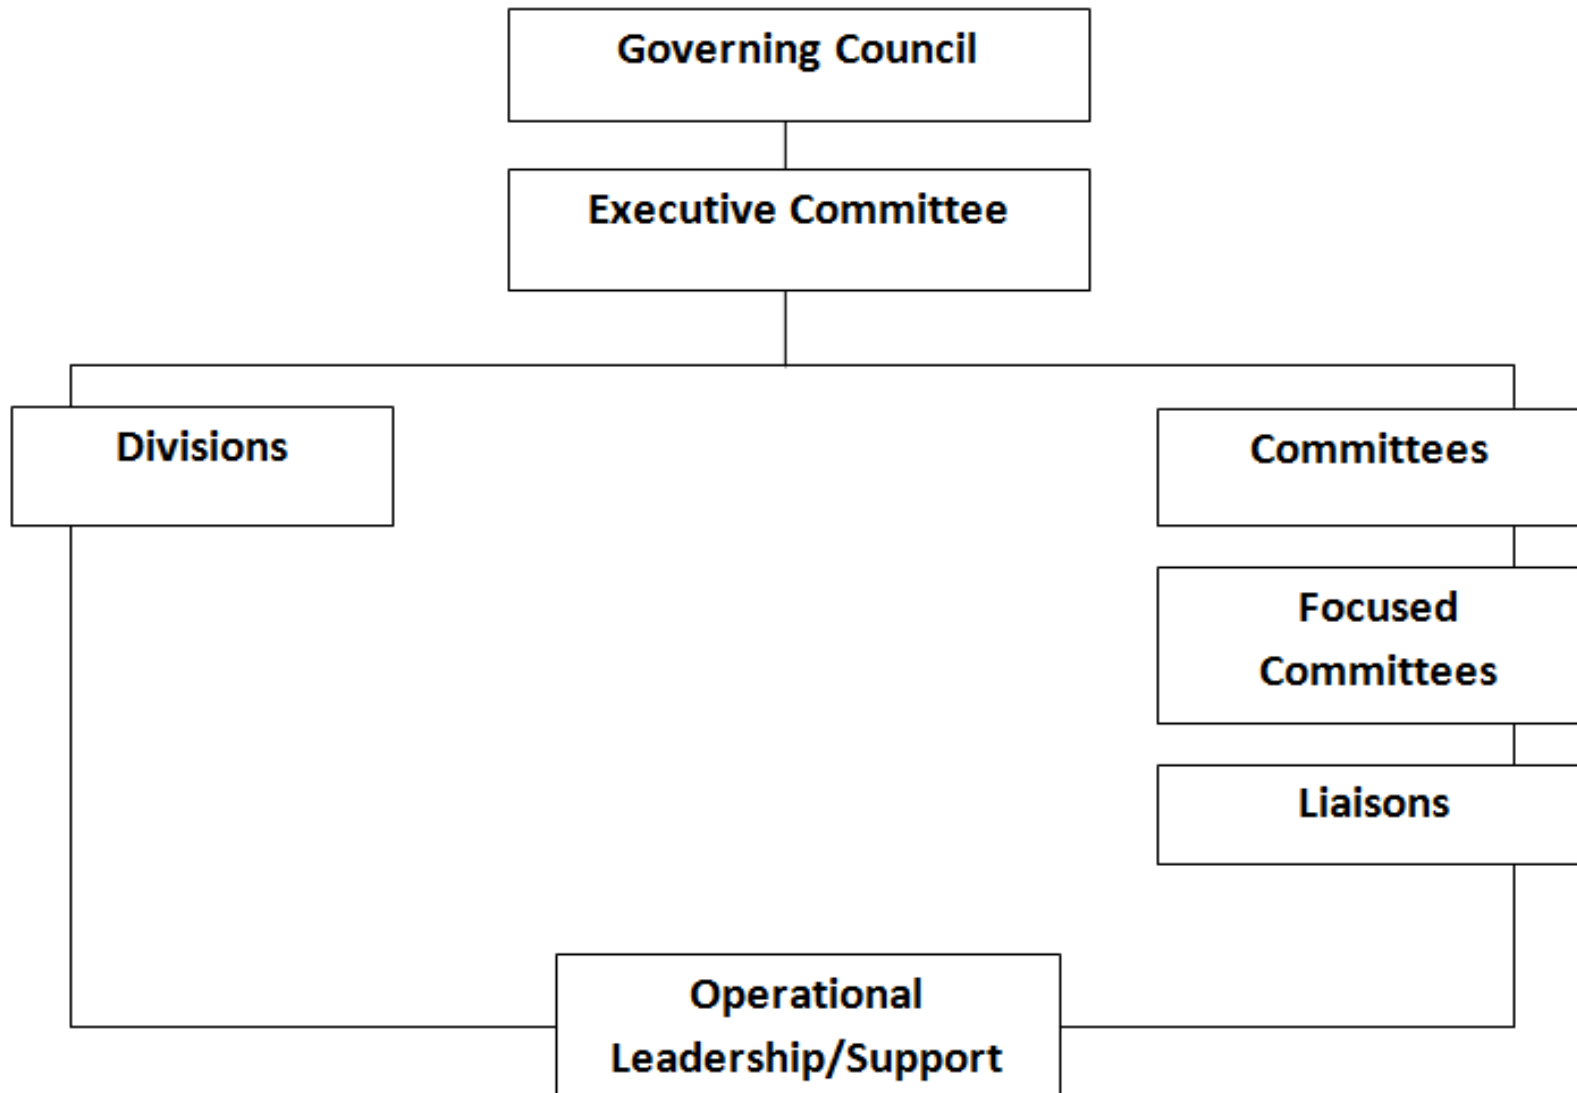 Governing Council
Executive Committee
Divisions
Committees
Focused
Committees
Liaisons
Operational
Leadership/Support